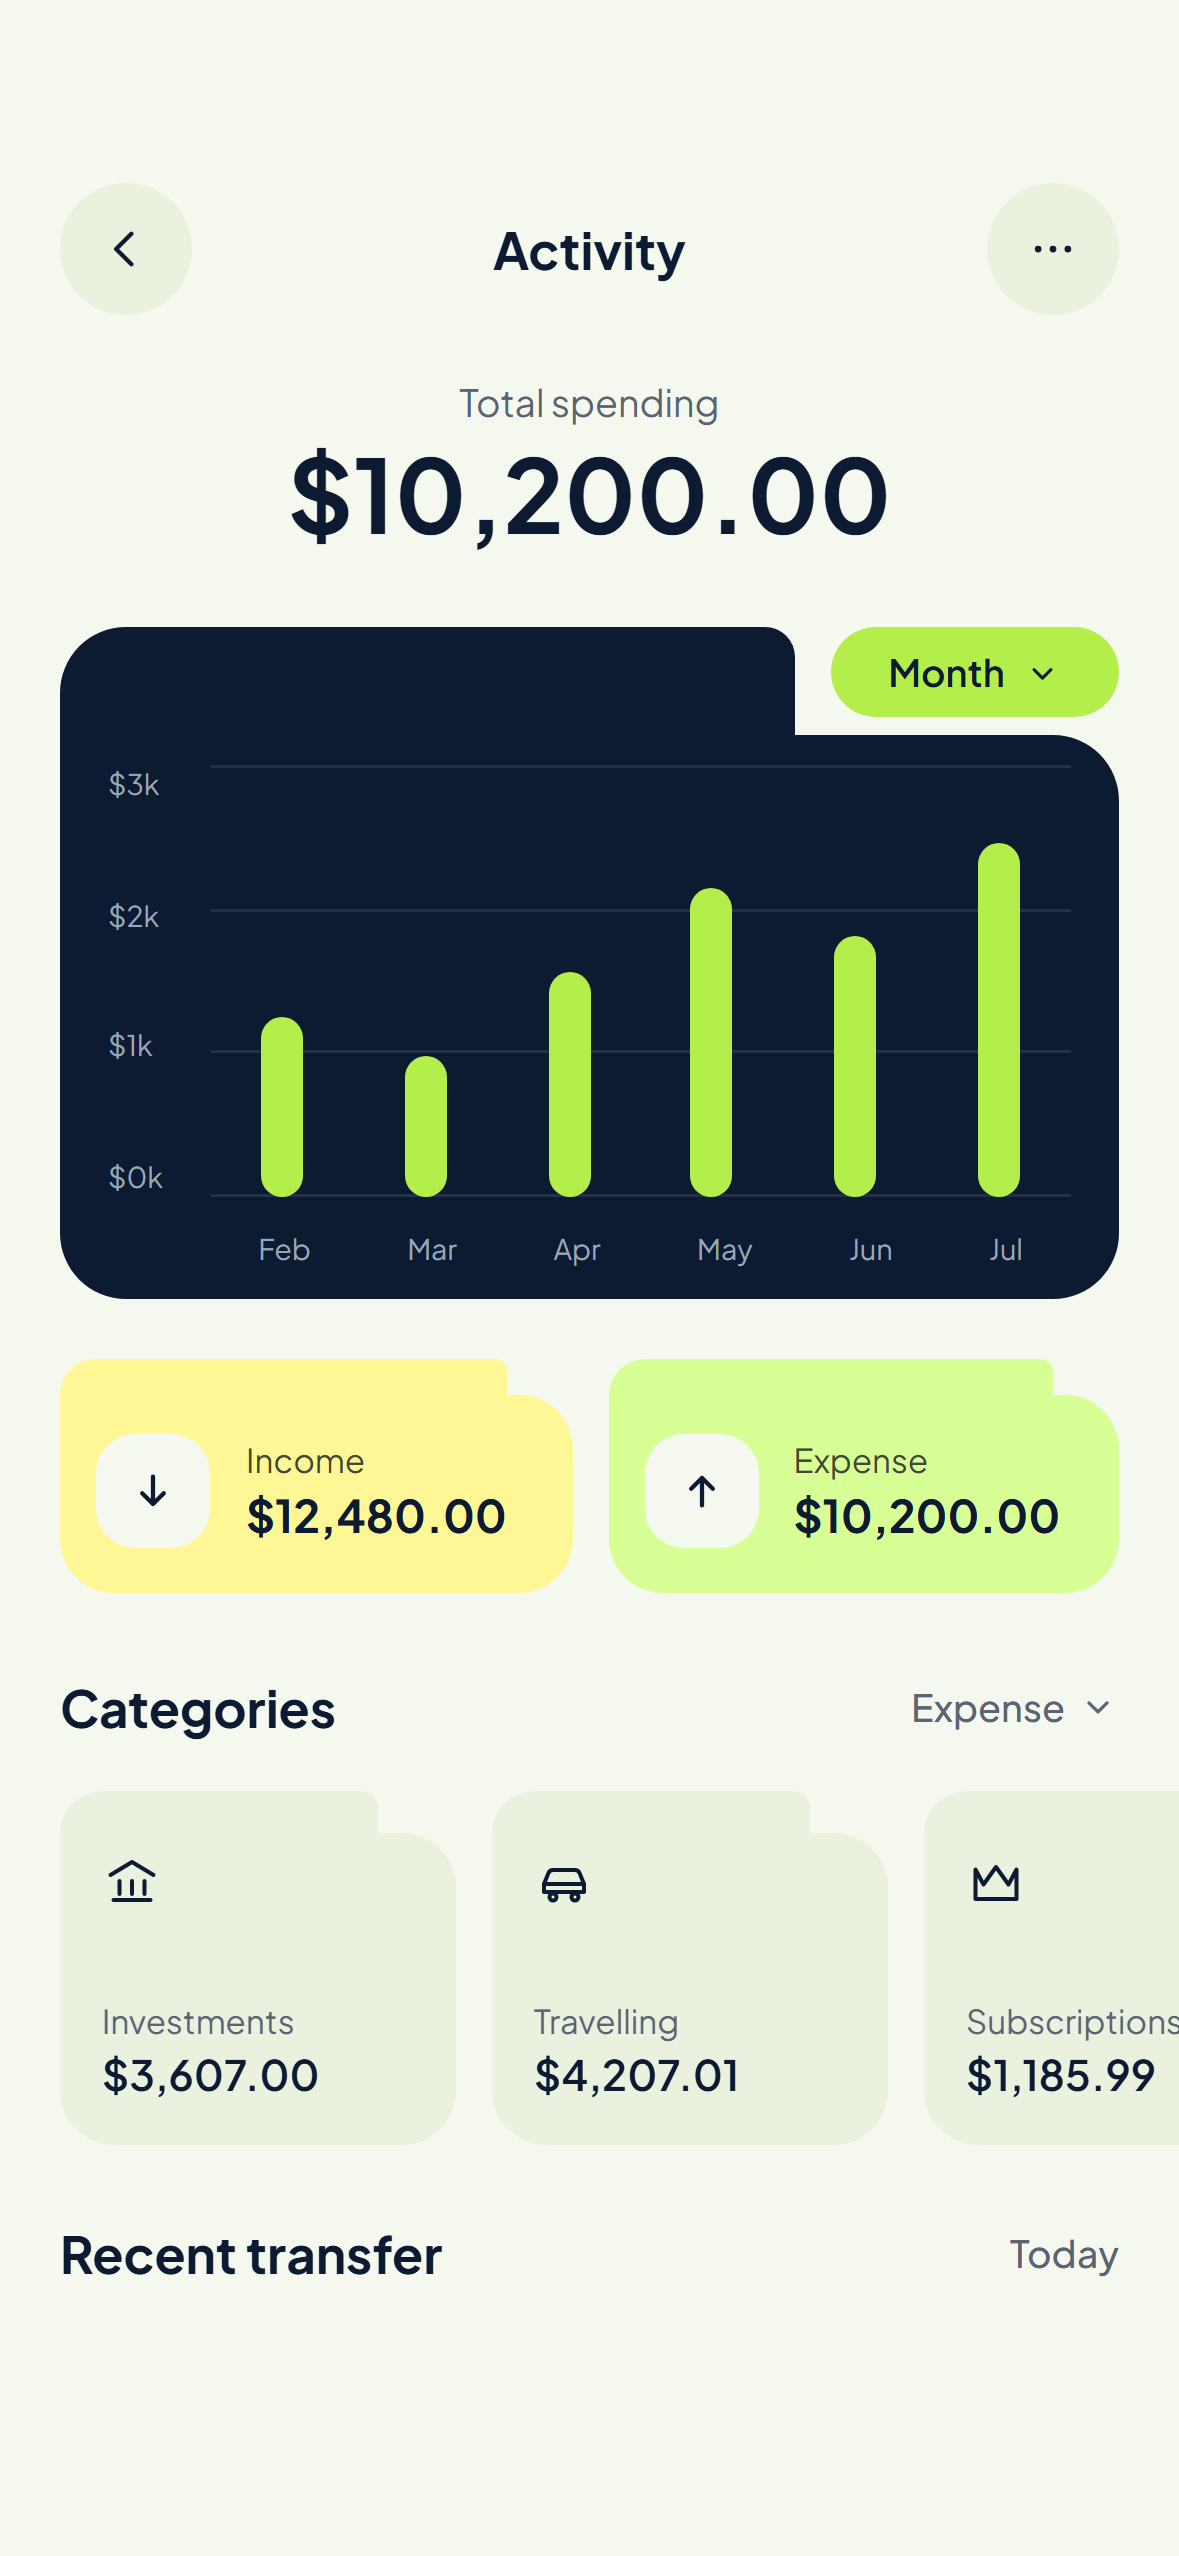 Activity
Total spending
$10,200.00
Month
$3k
$2k
$1k
$0k
Feb Mar Apr May Jun Jul
Income
$12,480.00
Expense
$10,200.00
Categories
Expense
Investments
$3,607.00
Travelling
$4,207.01
Subscriptions
$1,185.99
Recent transfer
Today